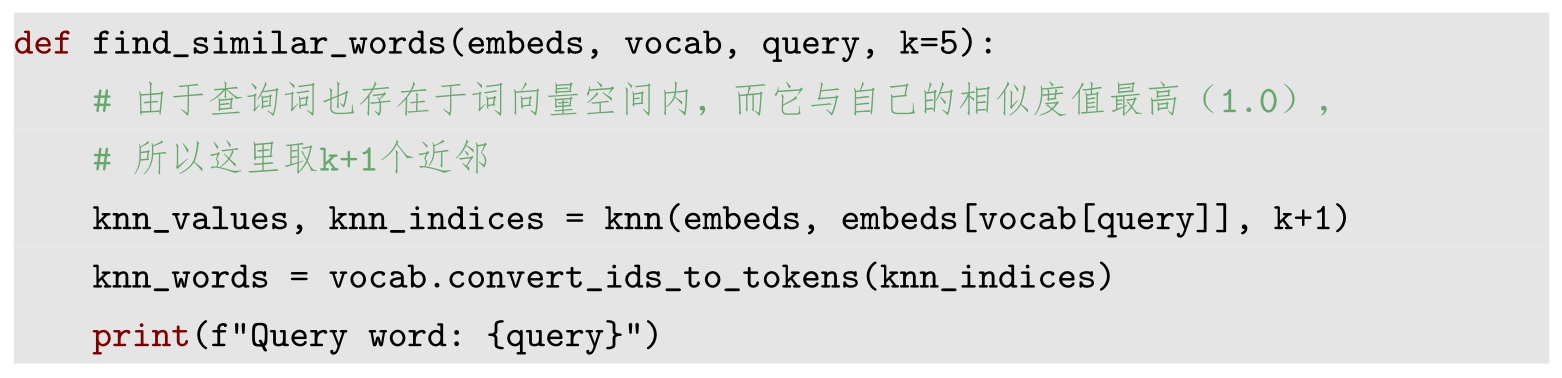 def find_similar_words(embeds, vocab, query, k=5):
    # 由于查询词也存在于词向量空间内，而它与自己的相似度值最高（1.0），
    # 所以这里取k+1个近邻
    knn_values, knn_indices = knn(embeds, embeds[vocab[query]], k+1)
    knn_words = vocab.convert_ids_to_tokens(knn_indices)
    print(f"Query word: {query}")